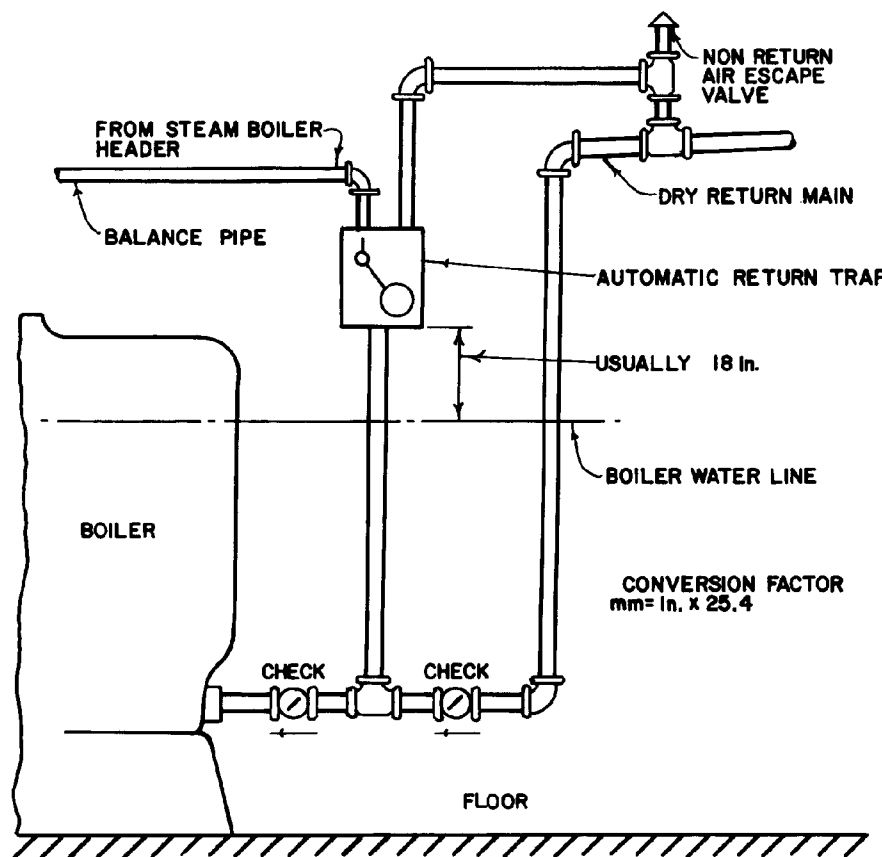 NON RETURN
AIR ESCAPE
VALVE
FROM STEAM BOILER
HEADER
DRY RETURN MAIN
BALANCE PIPE
AUTOMATIC RETURN TRAP
USUALLY 18 In.
BOILER WATER LINE
BOILER
CONVERSION FACTOR
mm= In. x 25.4
CHECK
CHECK
FLOOR